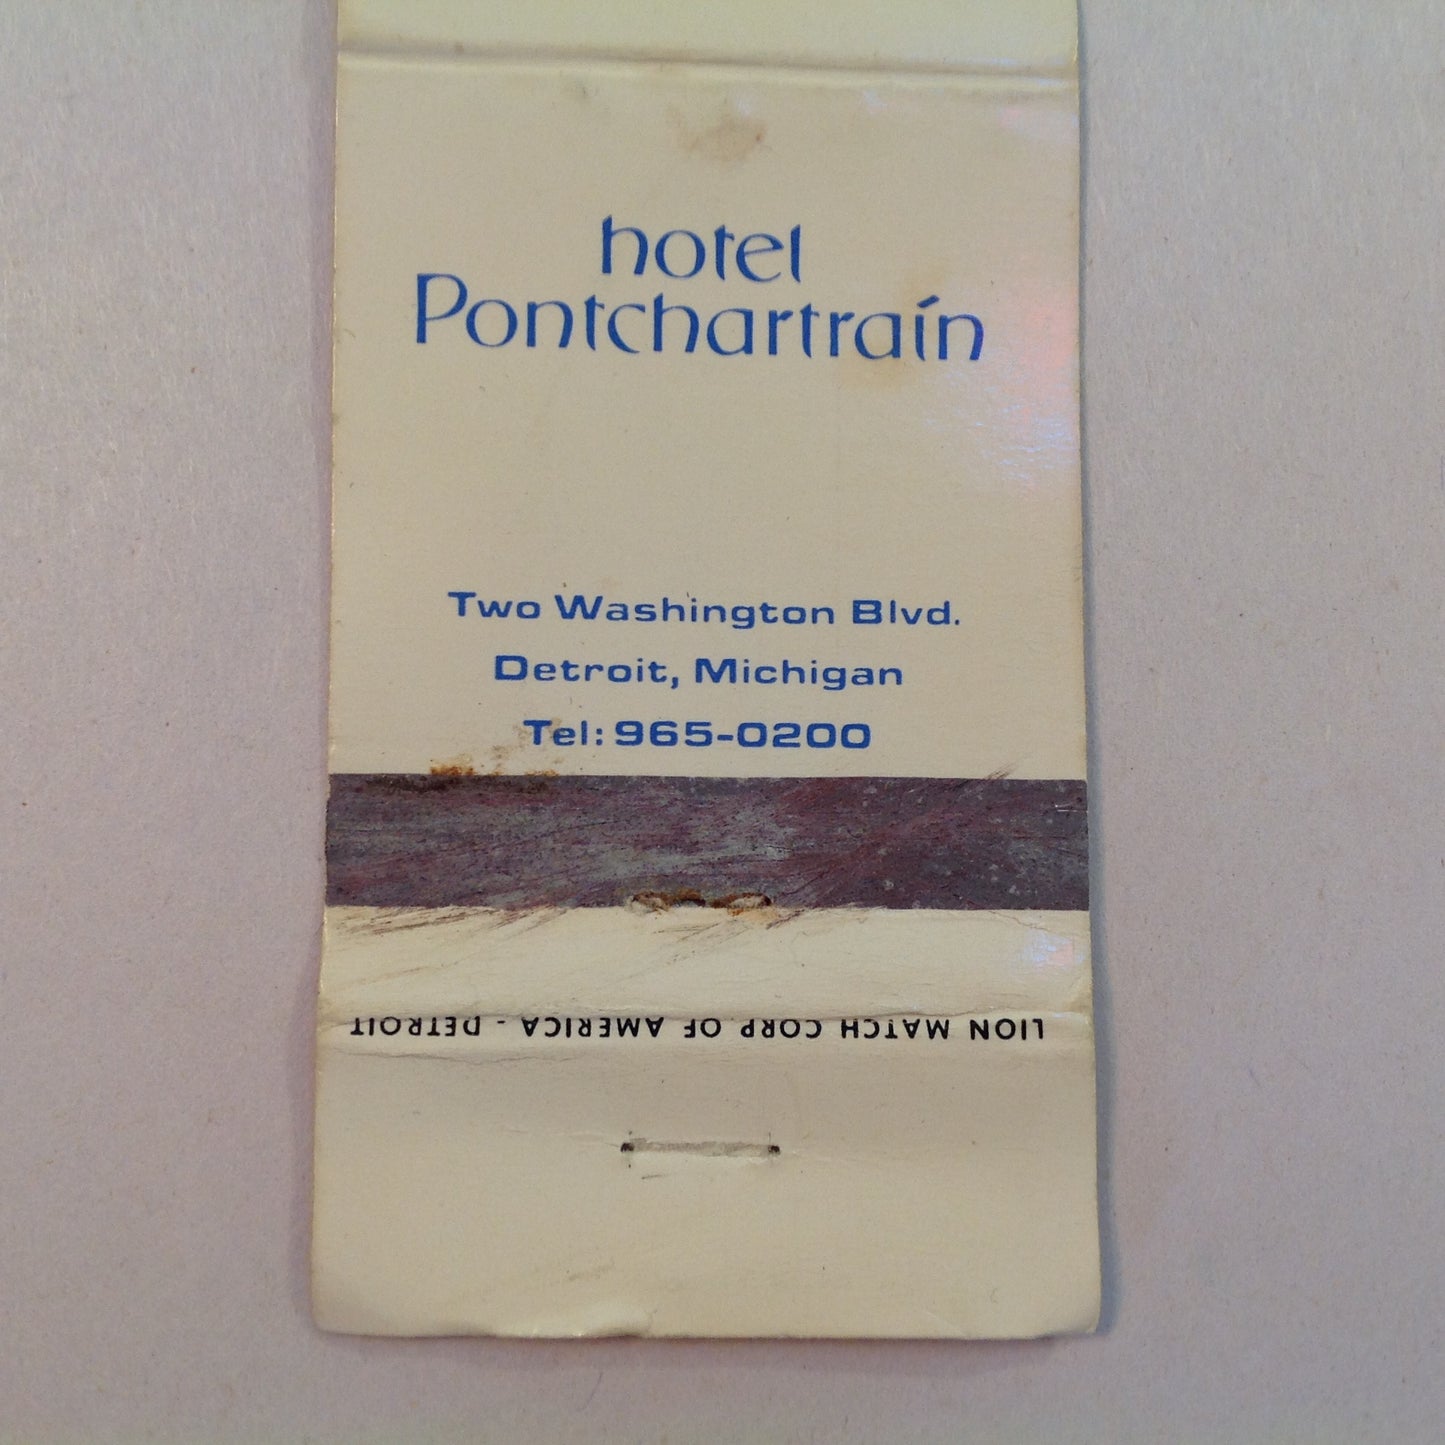 hotel
Pontchartrain
Two Washington Blvd.
Detroit, Michigan
Tel: 965-0200
LION MATCH CORP OF AMERICA - DETROIT